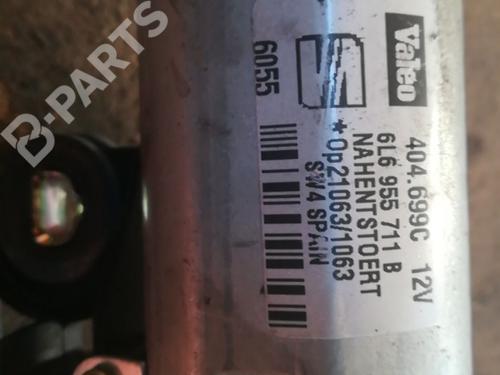 B-PARTS
Valeo
404.699C 12V
6L6 955 711 B
NAHENTSTOERT
*Op21063/1063
SW4 SPAIN
6055